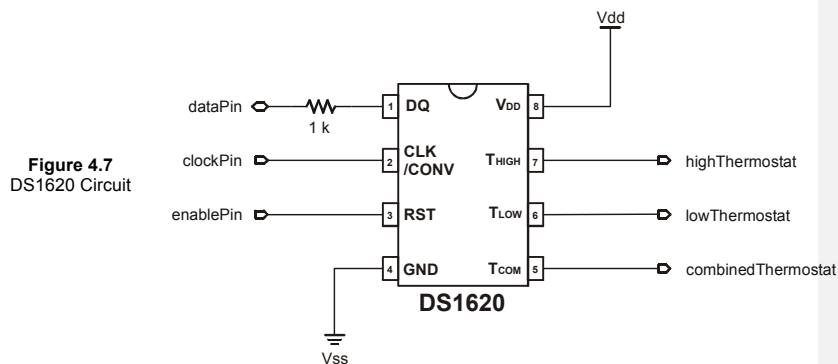 Vdd
dataPin
1 k
1
DQ
VDD
8
clockPin
2
CLK
/CONV
THIGH
7
highThermostat
Figure 4.7
DS1620 Circuit
enablePin
3
RST
TLOW
6
lowThermostat
4
GND
TCOM
5
combinedThermostat
DS1620
Vss